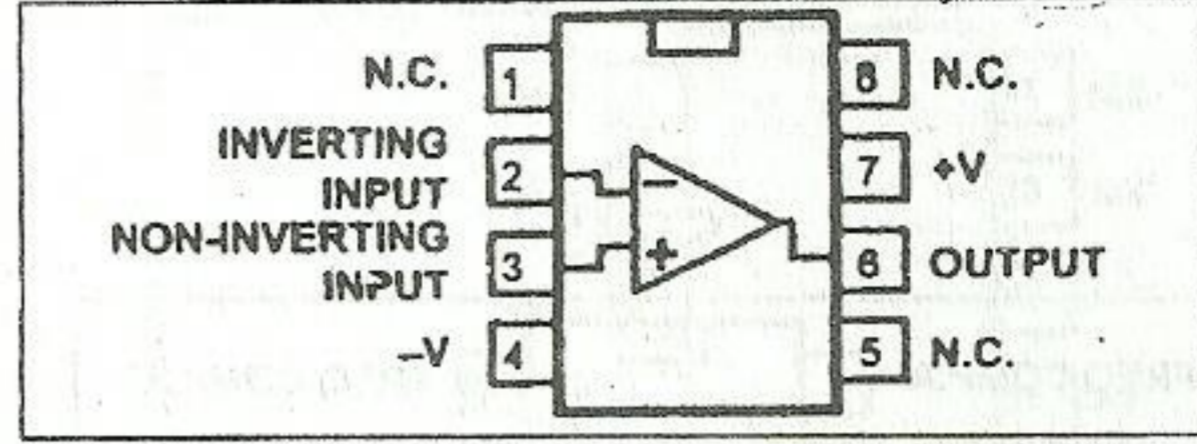 N.C. 1
INVERTING
INPUT 2
NON-INVERTING
INPUT 3
–V 4
8 N.C.
7 +V
6 OUTPUT
5 N.C.
– 
+